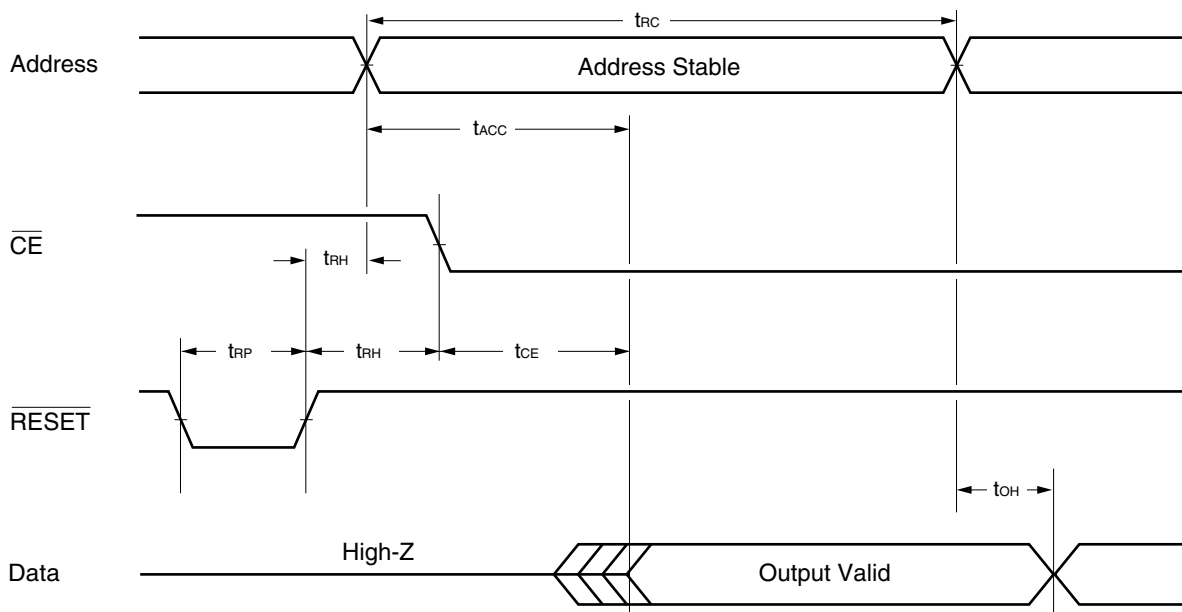 tRC
Address
Address Stable
tACC
CE
tRH
tRP
tRH
tCE
RESET
tOH
High-Z
Data
Output Valid